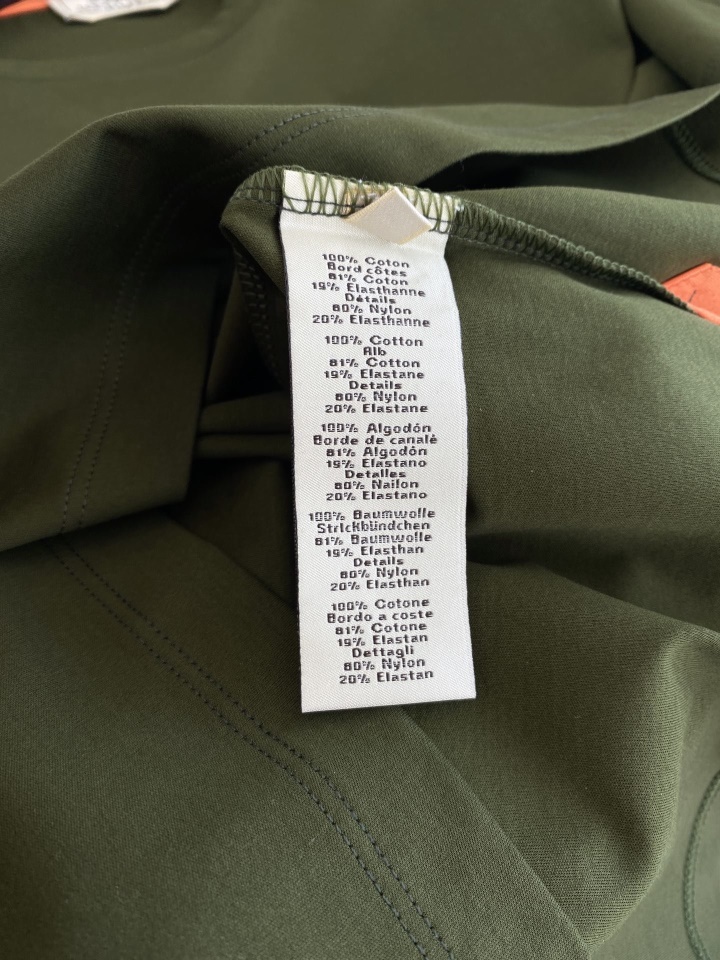 100% Coton
Bord côtes
81% Coton
19% Elasthanne
Détails
80% Nylon
20% Elasthanne
100% Cotton
Rib
81% Cotton
19% Elastane
Details
80% Nylon
20% Elastane
100% Algodón
Borde de canalé
81% Algodón
19% Elastano
Detalles
80% Nailon
20% Elastano
100% Baumwolle
Strickbündchen
81% Baumwolle
19% Elasthan
Details
80% Nylon
20% Elasthan
100% Cotone
Bordo a coste
81% Cotone
19% Elastan
Dettagli
80% Nylon
20% Elastan